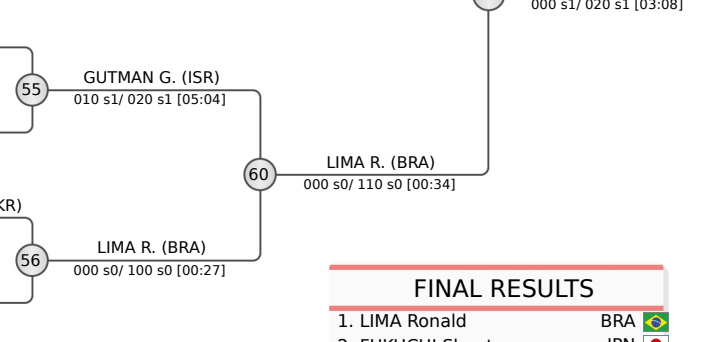 000 s1/ 020 s1 [03:08]
GUTMAN G. (ISR)
55
010 s1/ 020 s1 [05:04]
LIMA R. (BRA)
60
000 s0/ 110 s0 [00:34]
KR)
LIMA R. (BRA)
56
000 s0/ 100 s0 [00:27]
FINAL RESULTS
1. LIMA Ronald BRA